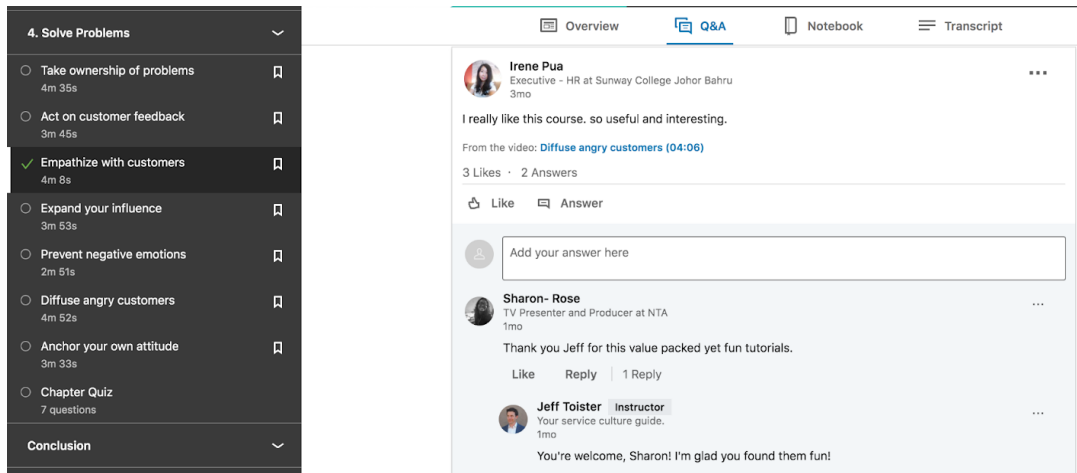 4. Solve Problems
Take ownership of problems
4m 35s
Act on customer feedback
3m 45s
Empathize with customers
4m 8s
Expand your influence
3m 53s
Prevent negative emotions
2m 51s
Diffuse angry customers
4m 52s
Anchor your own attitude
3m 33s
Chapter Quiz
7 questions
Conclusion
Overview Q&A Notebook Transcript
Irene Pua
Executive - HR at Sunway College Johor Bahru
3mo
I really like this course. so useful and interesting.
From the video: Diffuse angry customers (04:06)
3 Likes · 2 Answers
Like Answer
Add your answer here
Sharon- Rose
TV Presenter and Producer at NTA
1mo
Thank you Jeff for this value packed yet fun tutorials.
Like Reply 1 Reply
Jeff Toister Instructor
Your service culture guide.
1mo
You're welcome, Sharon! I'm glad you found them fun!